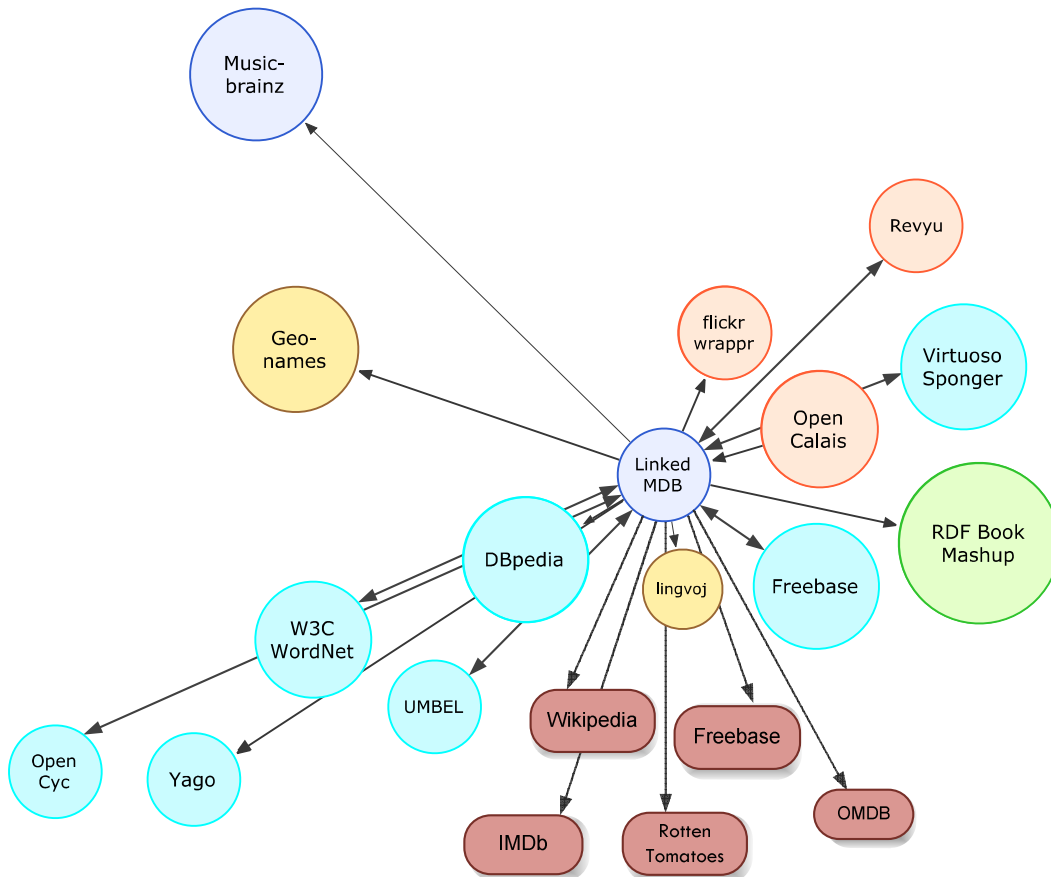 Music-
brainz
Revyu
Geo-
names
flickr
wrappr
Virtuoso
Sponger
Open
Calais
Linked
MDB
RDF Book
Mashup
DBpedia
lingvoj
Freebase
W3C
WordNet
UMBEL
Wikipedia
Freebase
Open
Cyc
Yago
OMDB
IMDb
Rotten
Tomatoes